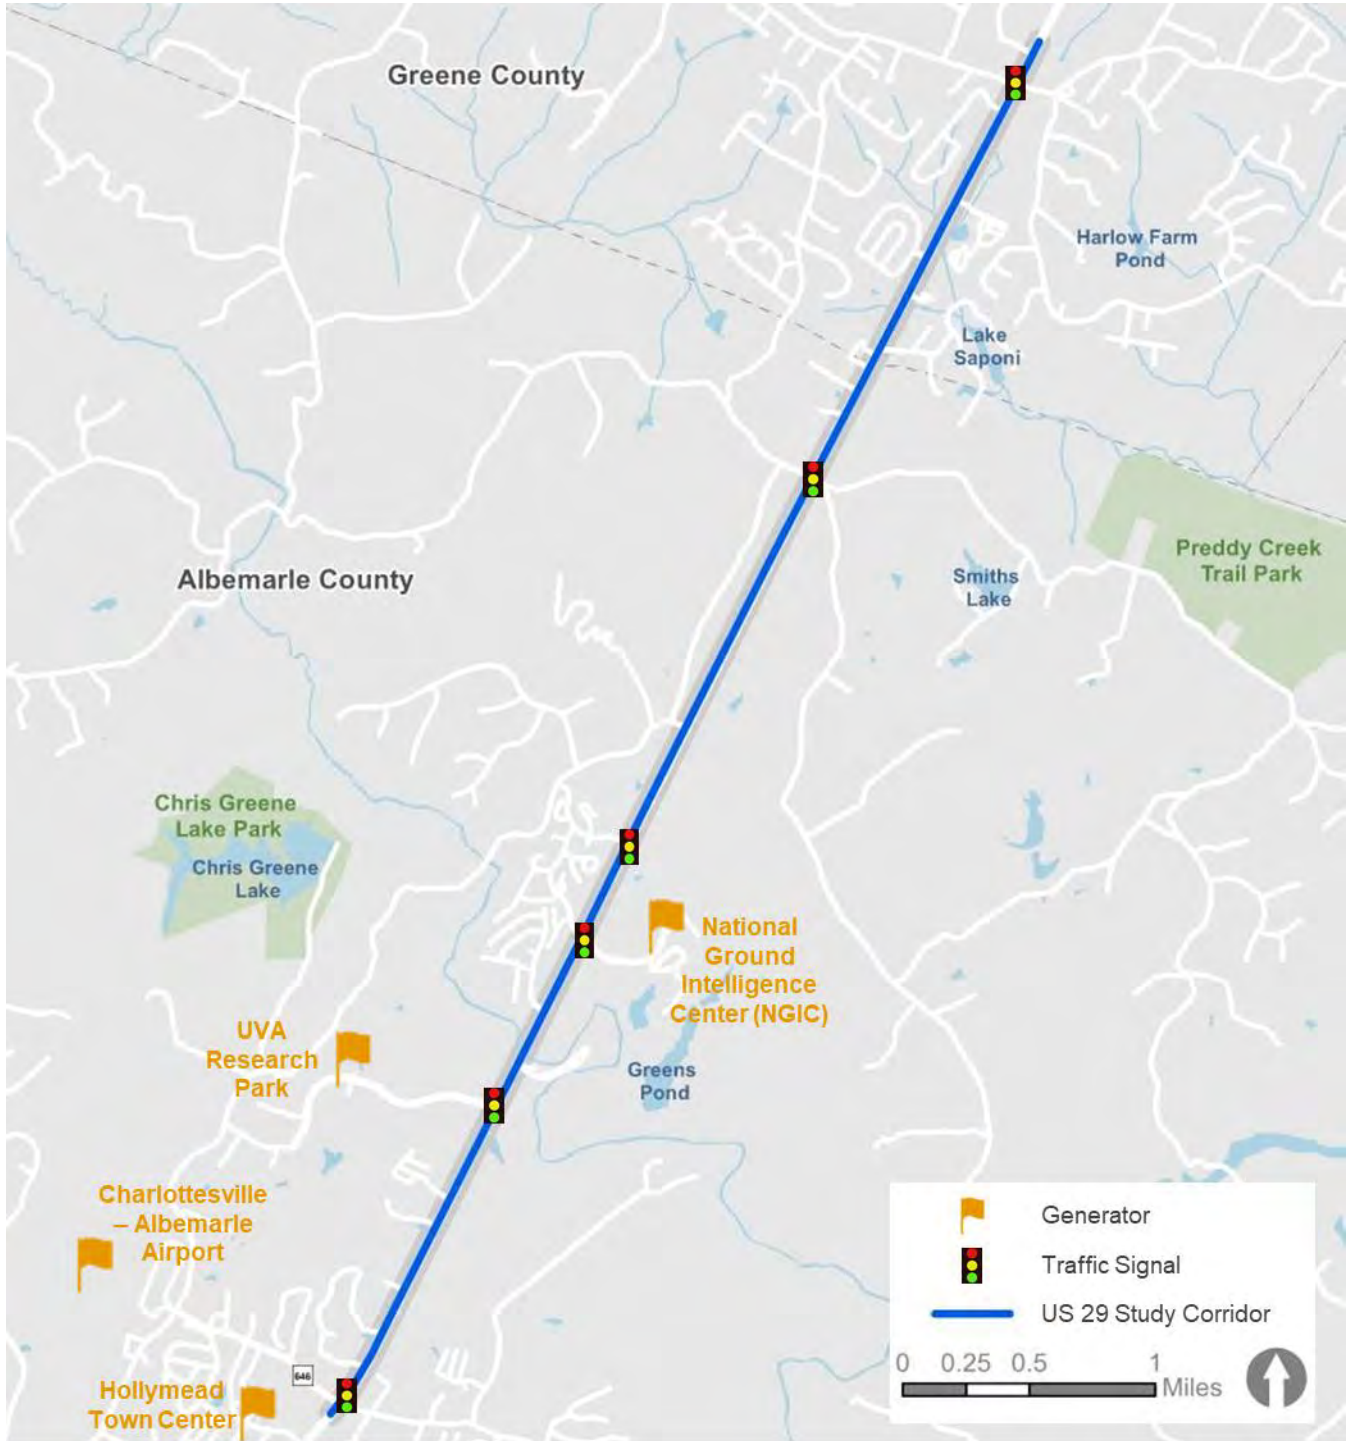 Greene County
Harlow Farm
Pond
Lake
Saponi
Preddy Creek
Trail Park
Albemarle County
Smiths
Lake
Chris Greene
Lake Park
Chris Greene
Lake
National
Ground
Intelligence
Center (NGIC)
UVA
Research
Park
Greens
Pond
Charlottesville
– Albemarle
Airport
646
Hollymead
Town Center
Generator
Traffic Signal
US 29 Study Corridor
0 0.25 0.5 1
Miles